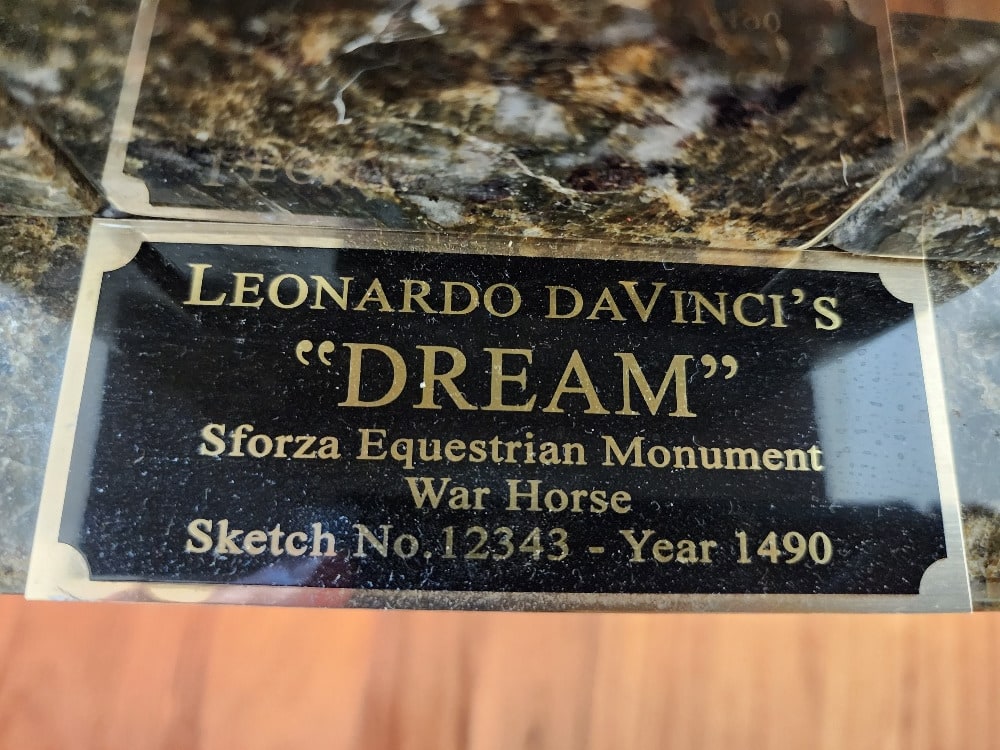 LEONARDO DAVINCI'S
“DREAM”
Sforza Equestrian Monument
War Horse
Sketch No.12343 - Year 1490